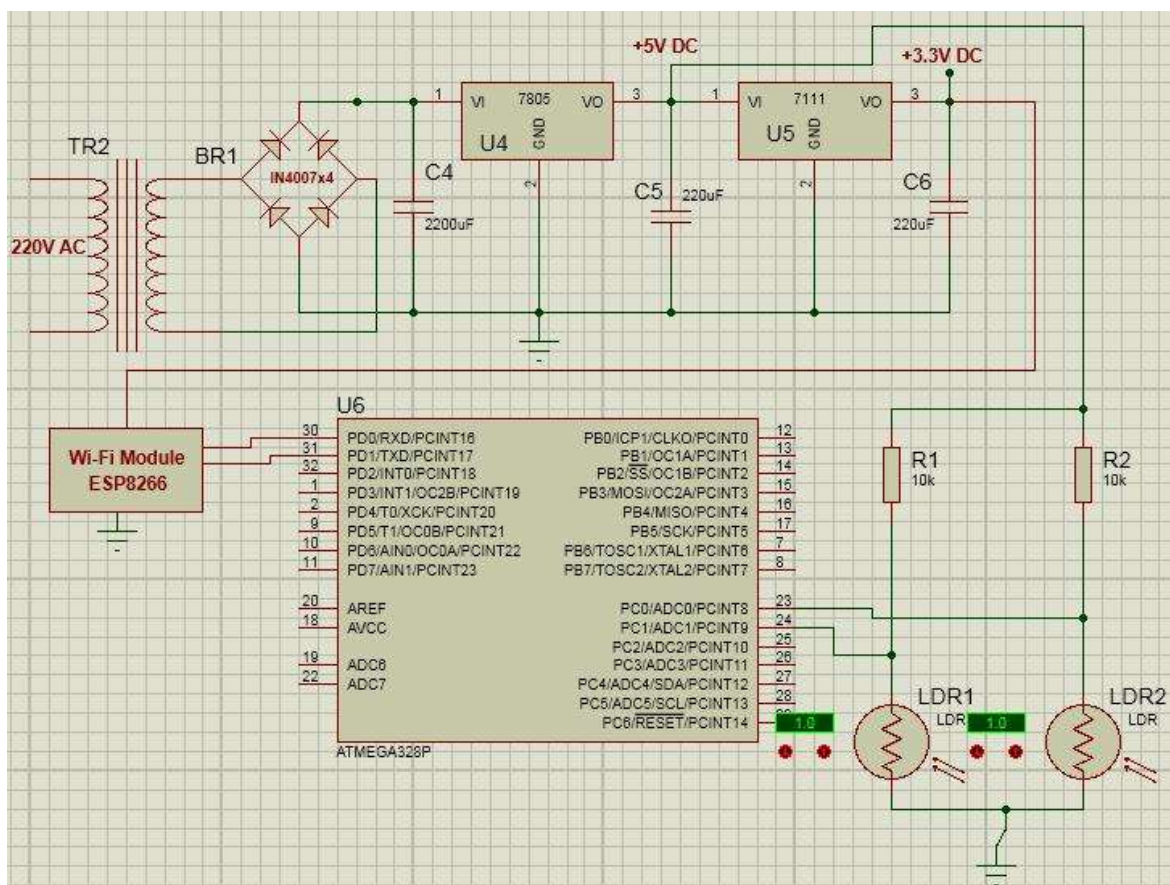 +5V DC
+3.3V DC
1
VI
7805
VO
3
1
VI
7111
VO
3
GND
U4
GND
U5
TR2
BR1
IN4007x4
C4
2200uF
2
C5
220uF
2
C6
220uF
220V AC
U6
Wi-Fi Module
ESP8266
30
PD0/RXD/PCINT16
31
PD1/TXD/PCINT17
32
PD2/INT0/PCINT18
1
PD3/INT1/OC2B/PCINT19
2
PD4/T0/XCK/PCINT20
9
PD5/T1/OC0B/PCINT21
10
PD6/AIN0/OC0A/PCINT22
11
PD7/AIN1/PCINT23
20
AREF
18
AVCC
19
ADC6
22
ADC7
PB0/ICP1/CLKO/PCINT0
12
PB1/OC1A/PCINT1
13
PB2/SS/OC1B/PCINT2
14
PB3/MOSI/OC2A/PCINT3
15
PB4/MISO/PCINT4
16
PB5/SCK/PCINT5
17
PB6/TOSC1/XTAL1/PCINT6
7
PB7/TOSC2/XTAL2/PCINT7
8
PC0/ADC0/PCINT8
23
PC1/ADC1/PCINT9
24
PC2/ADC2/PCINT10
25
PC3/ADC3/PCINT11
26
PC4/ADC4/SDA/PCINT12
27
PC5/ADC5/SCL/PCINT13
28
PC6/RESET/PCINT14
ATMEGA328P
R1
10k
R2
10k
1.0
LDR1
LDR
1.0
LDR2
LDR